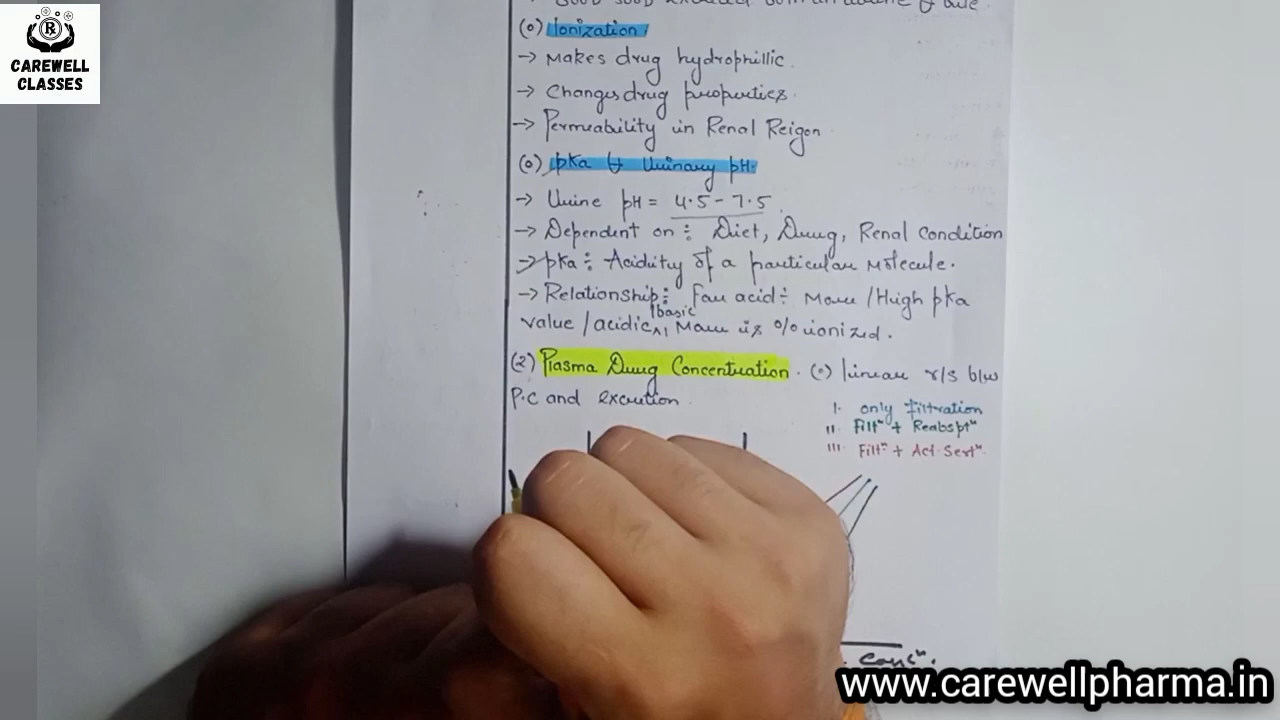 CAREWELL
CLASSES
(o) Ionization
→ Makes drug hydrophillic.
→ Changes drug properties.
→ Permeability in Renal Reigon
(o) pKa & Urinary pH.
→ Urine pH = 4.5 - 7.5
→ Dependent on : Diet, Drug, Renal Condition
→ pka ÷ Acidity of a particular Molecule.
→ Relationship : For acid ÷ More / High pka
value / acidic, /basic More is % ionized.
(2) Plasma Drug Concentration. (o) linear r/s b/w
P.C and excretion
I. only filtration
II. Filtⁿ + Reabsptⁿ
III. Filtⁿ + Act. Sectⁿ
Concⁿ.
www.carewellpharma.in